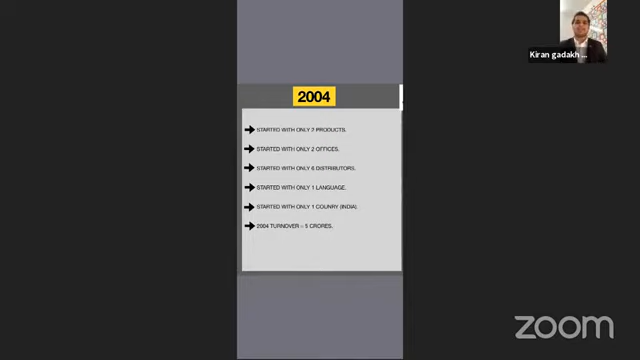 Kiran gadakh ...
2004
STARTED WITH ONLY 2 PRODUCTS.
STARTED WITH ONLY 2 OFFICES.
STARTED WITH ONLY 6 DISTRIBUTORS.
STARTED WITH ONLY 1 LANGUAGE.
STARTED WITH ONLY 1 COUNRY (INDIA).
2004 TURNOVER = 5 CRORES.
zoom